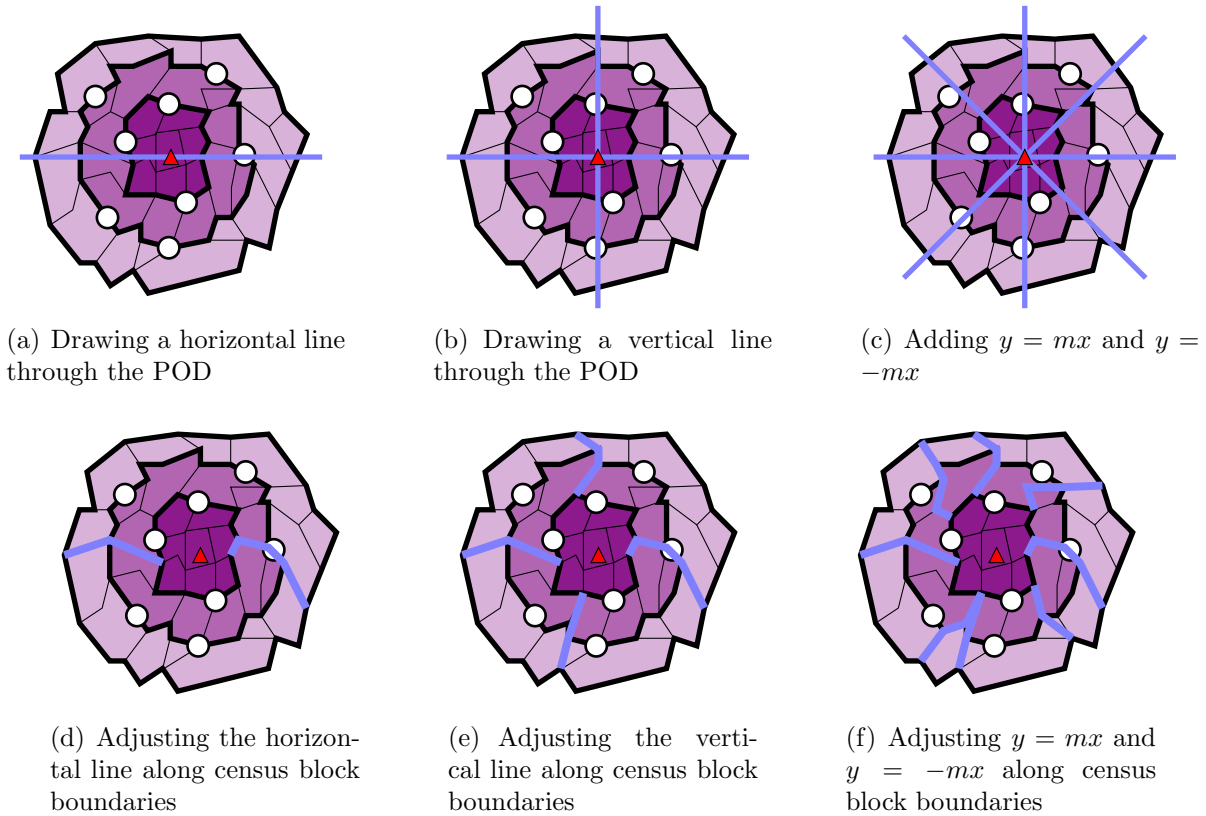 (a) Drawing a horizontal line
through the POD
(b) Drawing a vertical line
through the POD
(c) Adding y = mx and y =
−mx
(d) Adjusting the horizon-
tal line along census block
boundaries
(e) Adjusting the verti-
cal line along census block
boundaries
(f) Adjusting y = mx and
y = −mx along census
block boundaries